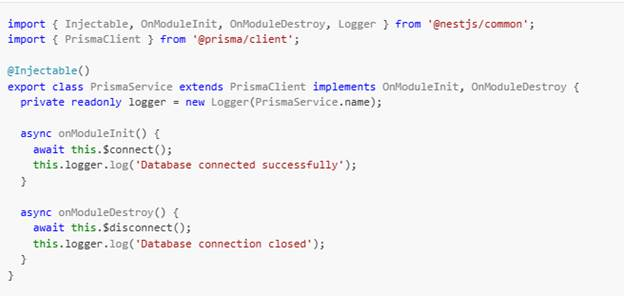 import { Injectable, OnModuleInit, OnModuleDestroy, Logger } from '@nestjs/common';
import { PrismaClient } from '@prisma/client';

@Injectable()
export class PrismaService extends PrismaClient implements OnModuleInit, OnModuleDestroy {
  private readonly logger = new Logger(PrismaService.name);

  async onModuleInit() {
    await this.$connect();
    this.logger.log('Database connected successfully');
  }

  async onModuleDestroy() {
    await this.$disconnect();
    this.logger.log('Database connection closed');
  }
}